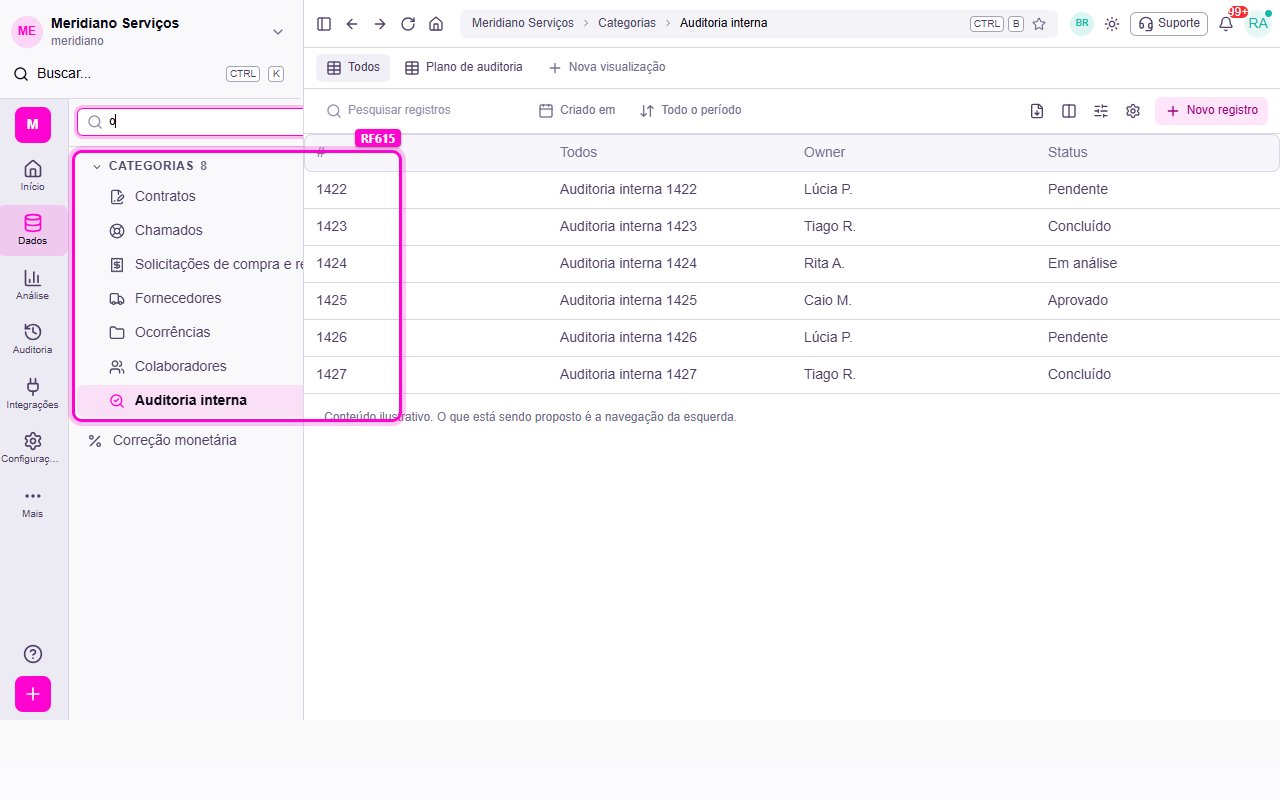 ME
Meridiano Serviços
meridiano
Buscar...
CTRL K
M
Início
Dados
Análise
Auditoria
Integrações
Configuraç...
Mais
o
RF615
CATEGORIAS 8
Contratos
Chamados
Solicitações de compra e re
Fornecedores
Ocorrências
Colaboradores
Auditoria interna
Correção monetária
Meridiano Serviços > Categorias > Auditoria interna
CTRL B
BR
Suporte
99+
RA
Todos
Plano de auditoria
Nova visualização
Pesquisar registros
Criado em
Todo o período
Novo registro
# Todos Owner Status
1422 Auditoria interna 1422 Lúcia P. Pendente
1423 Auditoria interna 1423 Tiago R. Concluído
1424 Auditoria interna 1424 Rita A. Em análise
1425 Auditoria interna 1425 Caio M. Aprovado
1426 Auditoria interna 1426 Lúcia P. Pendente
1427 Auditoria interna 1427 Tiago R. Concluído
Conteúdo ilustrativo. O que está sendo proposto é a navegação da esquerda.